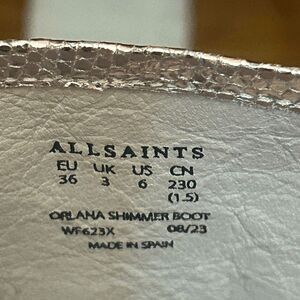 ALLSAINTS
EU UK US CN
36 3 6 230
(1.5)
ORLANA SHIMMER BOOT
WF623X 08/23
MADE IN SPAIN